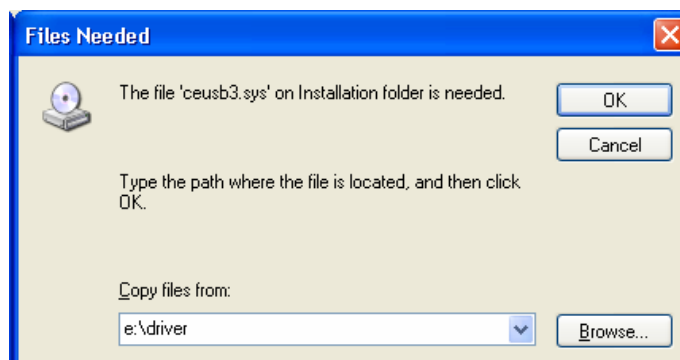 Files Needed
The file 'ceusb3.sys' on Installation folder is needed.
OK
Cancel
Type the path where the file is located, and then click
OK.
Copy files from:
e:\driver
Browse...